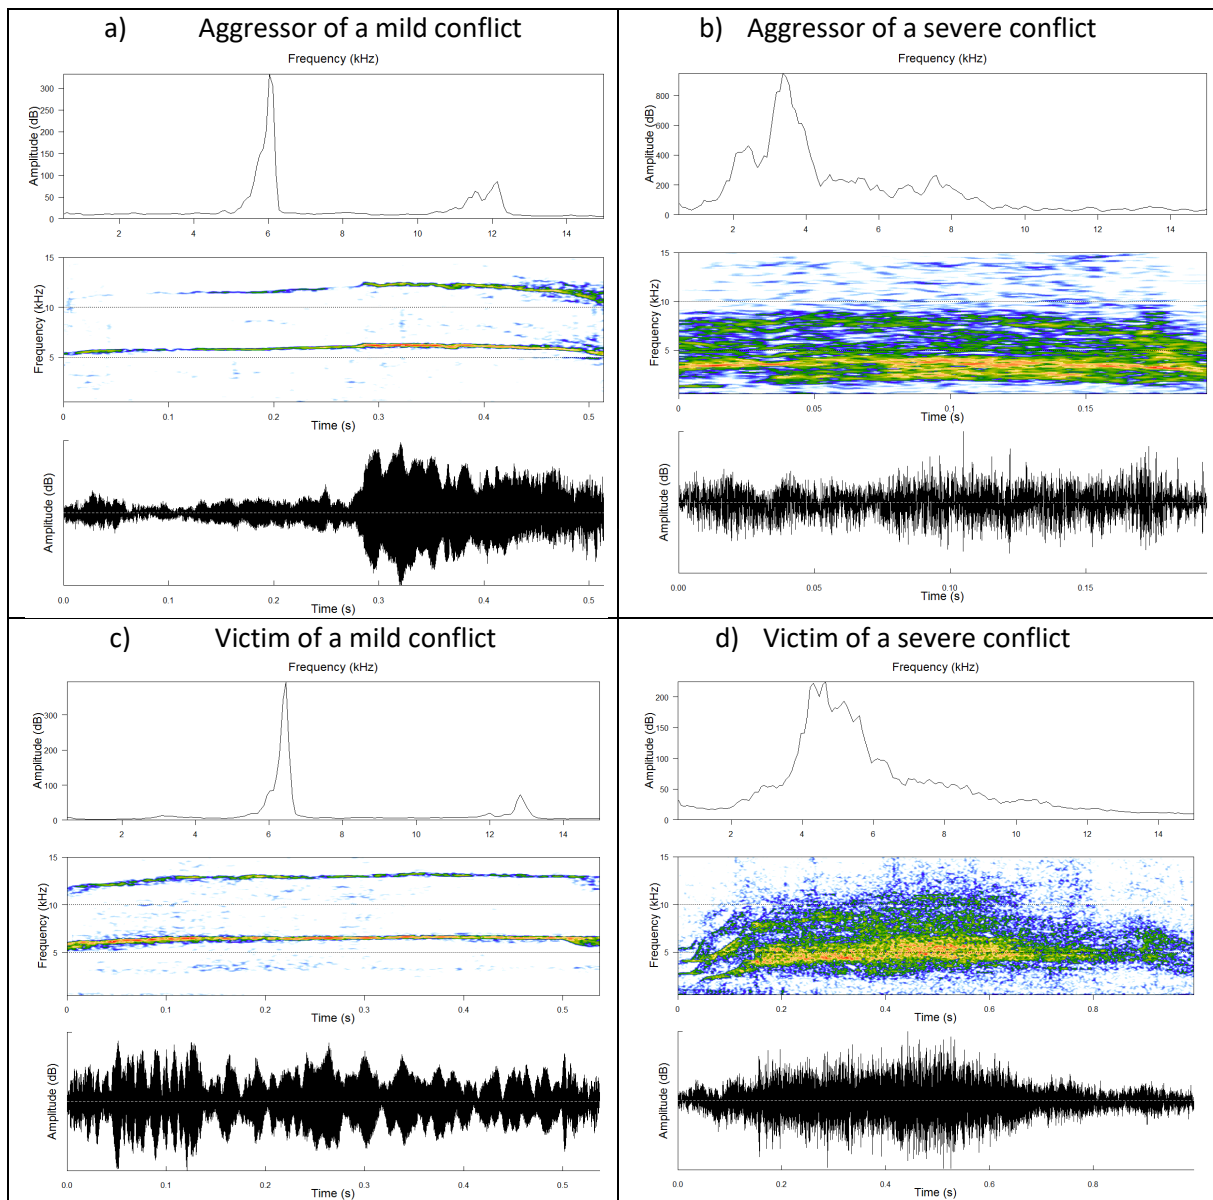 a) Aggressor of a mild conflict
Frequency (kHz)
Amplitude (dB)
300
250
200
150
100
50
0
2 4 6 8 10 12 14
Frequency (kHz)
15
10
5
0 0.1 0.2 0.3 0.4 0.5
Time (s)
Amplitude (dB)
0.0 0.1 0.2 0.3 0.4 0.5
Time (s)
b) Aggressor of a severe conflict
Frequency (kHz)
Amplitude (dB)
800
600
400
200
0
2 4 6 8 10 12 14
Frequency (kHz)
15
10
5
0 0.05 0.1 0.15
Time (s)
Amplitude (dB)
0.00 0.05 0.10 0.15
Time (s)
c) Victim of a mild conflict
Frequency (kHz)
Amplitude (dB)
300
200
100
0
2 4 6 8 10 12 14
Frequency (kHz)
15
10
5
0 0.1 0.2 0.3 0.4 0.5
Time (s)
Amplitude (dB)
0.0 0.1 0.2 0.3 0.4 0.5
Time (s)
d) Victim of a severe conflict
Frequency (kHz)
Amplitude (dB)
200
150
100
50
0
2 4 6 8 10 12 14
Frequency (kHz)
15
10
5
0 0.2 0.4 0.6 0.8
Time (s)
Amplitude (dB)
0.0 0.2 0.4 0.6 0.8
Time (s)